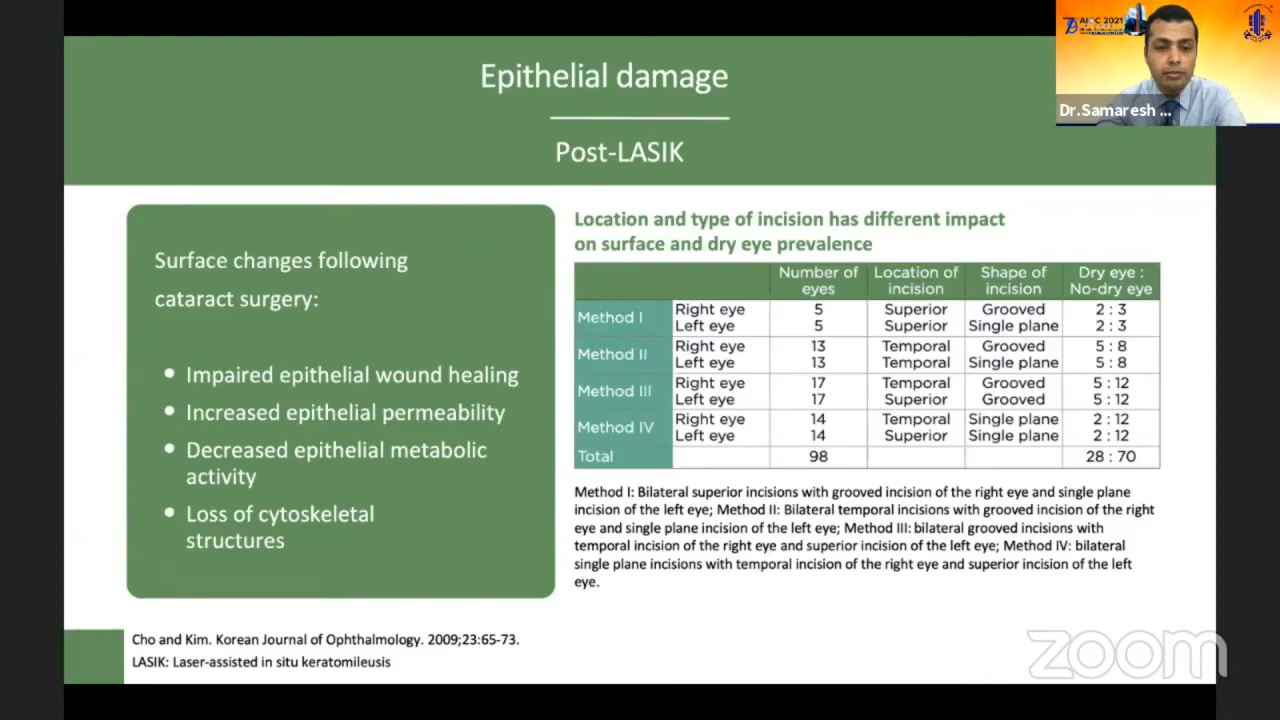 Epithelial damage
Post-LASIK
AIOC 2021
Dr.Samaresh ...
Surface changes following
cataract surgery:
• Impaired epithelial wound healing
• Increased epithelial permeability
• Decreased epithelial metabolic
activity
• Loss of cytoskeletal
structures
Location and type of incision has different impact
on surface and dry eye prevalence
Number of eyes Location of incision Shape of incision Dry eye : No-dry eye
Method I Right eye 5 Superior Grooved 2 : 3
Left eye 5 Superior Single plane 2 : 3
Method II Right eye 13 Temporal Grooved 5 : 8
Left eye 13 Temporal Single plane 5 : 8
Method III Right eye 17 Temporal Grooved 5 : 12
Left eye 17 Superior Grooved 5 : 12
Method IV Right eye 14 Temporal Single plane 2 : 12
Left eye 14 Superior Single plane 2 : 12
Total 98 28 : 70
Method I: Bilateral superior incisions with grooved incision of the right eye and single plane
incision of the left eye; Method II: Bilateral temporal incisions with grooved incision of the right
eye and single plane incision of the left eye; Method III: bilateral grooved incisions with
temporal incision of the right eye and superior incision of the left eye; Method IV: bilateral
single plane incisions with temporal incision of the right eye and superior incision of the left
eye.
Cho and Kim. Korean Journal of Ophthalmology. 2009;23:65-73.
LASIK: Laser-assisted in situ keratomileusis
zoom